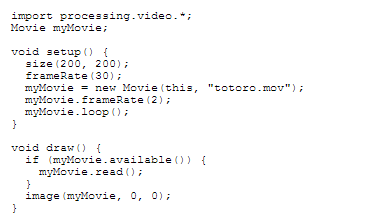 import processing.video.*;
Movie myMovie;

void setup() {
  size(200, 200);
  frameRate(30);
  myMovie = new Movie(this, "totoro.mov");
  myMovie.frameRate(2);
  myMovie.loop();
}

void draw() {
  if (myMovie.available()) {
    myMovie.read();
  }
  image(myMovie, 0, 0);
}